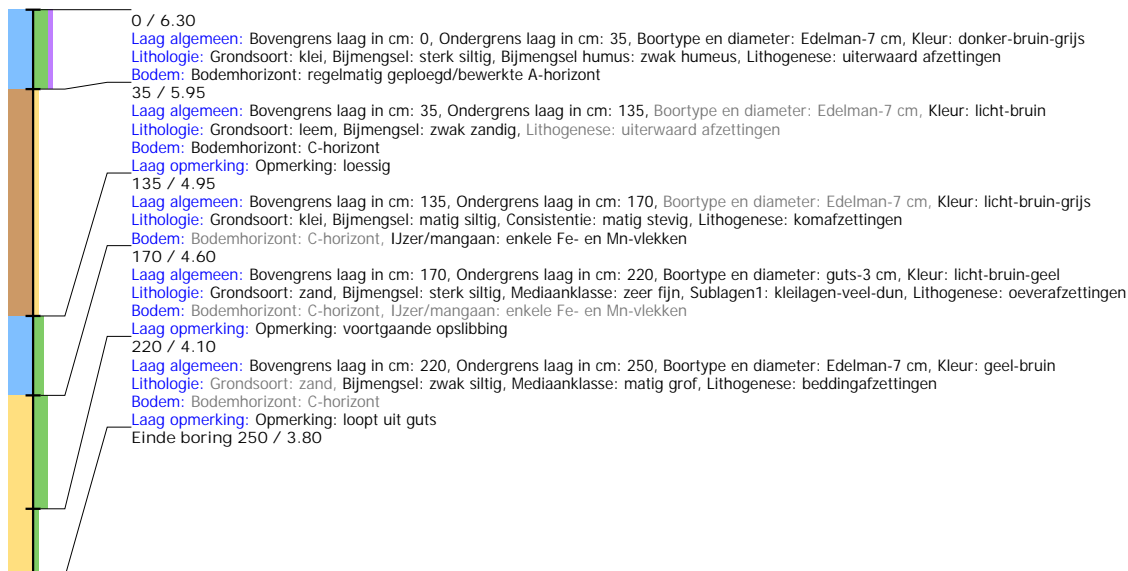 0 / 6.30
Laag algemeen: Bovengrens laag in cm: 0, Ondergrens laag in cm: 35, Boortype en diameter: Edelman-7 cm, Kleur: donker-bruin-grijs
Lithologie: Grondsoort: klei, Bijmengsel: sterk siltig, Bijmengsel humus: zwak humeus, Lithogenese: uiterwaard afzettingen
Bodem: Bodemhorizont: regelmatig geploegd/bewerkte A-horizont
35 / 5.95
Laag algemeen: Bovengrens laag in cm: 35, Ondergrens laag in cm: 135, Boortype en diameter: Edelman-7 cm, Kleur: licht-bruin
Lithologie: Grondsoort: leem, Bijmengsel: zwak zandig, Lithogenese: uiterwaard afzettingen
Bodem: Bodemhorizont: C-horizont
Laag opmerking: Opmerking: loessig
135 / 4.95
Laag algemeen: Bovengrens laag in cm: 135, Ondergrens laag in cm: 170, Boortype en diameter: Edelman-7 cm, Kleur: licht-bruin-grijs
Lithologie: Grondsoort: klei, Bijmengsel: matig siltig, Consistentie: matig stevig, Lithogenese: komafzettingen
Bodem: Bodemhorizont: C-horizont, IJzer/mangaan: enkele Fe- en Mn-vlekken
170 / 4.60
Laag algemeen: Bovengrens laag in cm: 170, Ondergrens laag in cm: 220, Boortype en diameter: guts-3 cm, Kleur: licht-bruin-geel
Lithologie: Grondsoort: zand, Bijmengsel: sterk siltig, Mediaanklasse: zeer fijn, Sublagen1: kleilagen-veel-dun, Lithogenese: oeverafzettingen
Bodem: Bodemhorizont: C-horizont, IJzer/mangaan: enkele Fe- en Mn-vlekken
Laag opmerking: Opmerking: voortgaande opslibbing
220 / 4.10
Laag algemeen: Bovengrens laag in cm: 220, Ondergrens laag in cm: 250, Boortype en diameter: Edelman-7 cm, Kleur: geel-bruin
Lithologie: Grondsoort: zand, Bijmengsel: zwak siltig, Mediaanklasse: matig grof, Lithogenese: beddingafzettingen
Bodem: Bodemhorizont: C-horizont
Laag opmerking: Opmerking: loopt uit guts
Einde boring 250 / 3.80